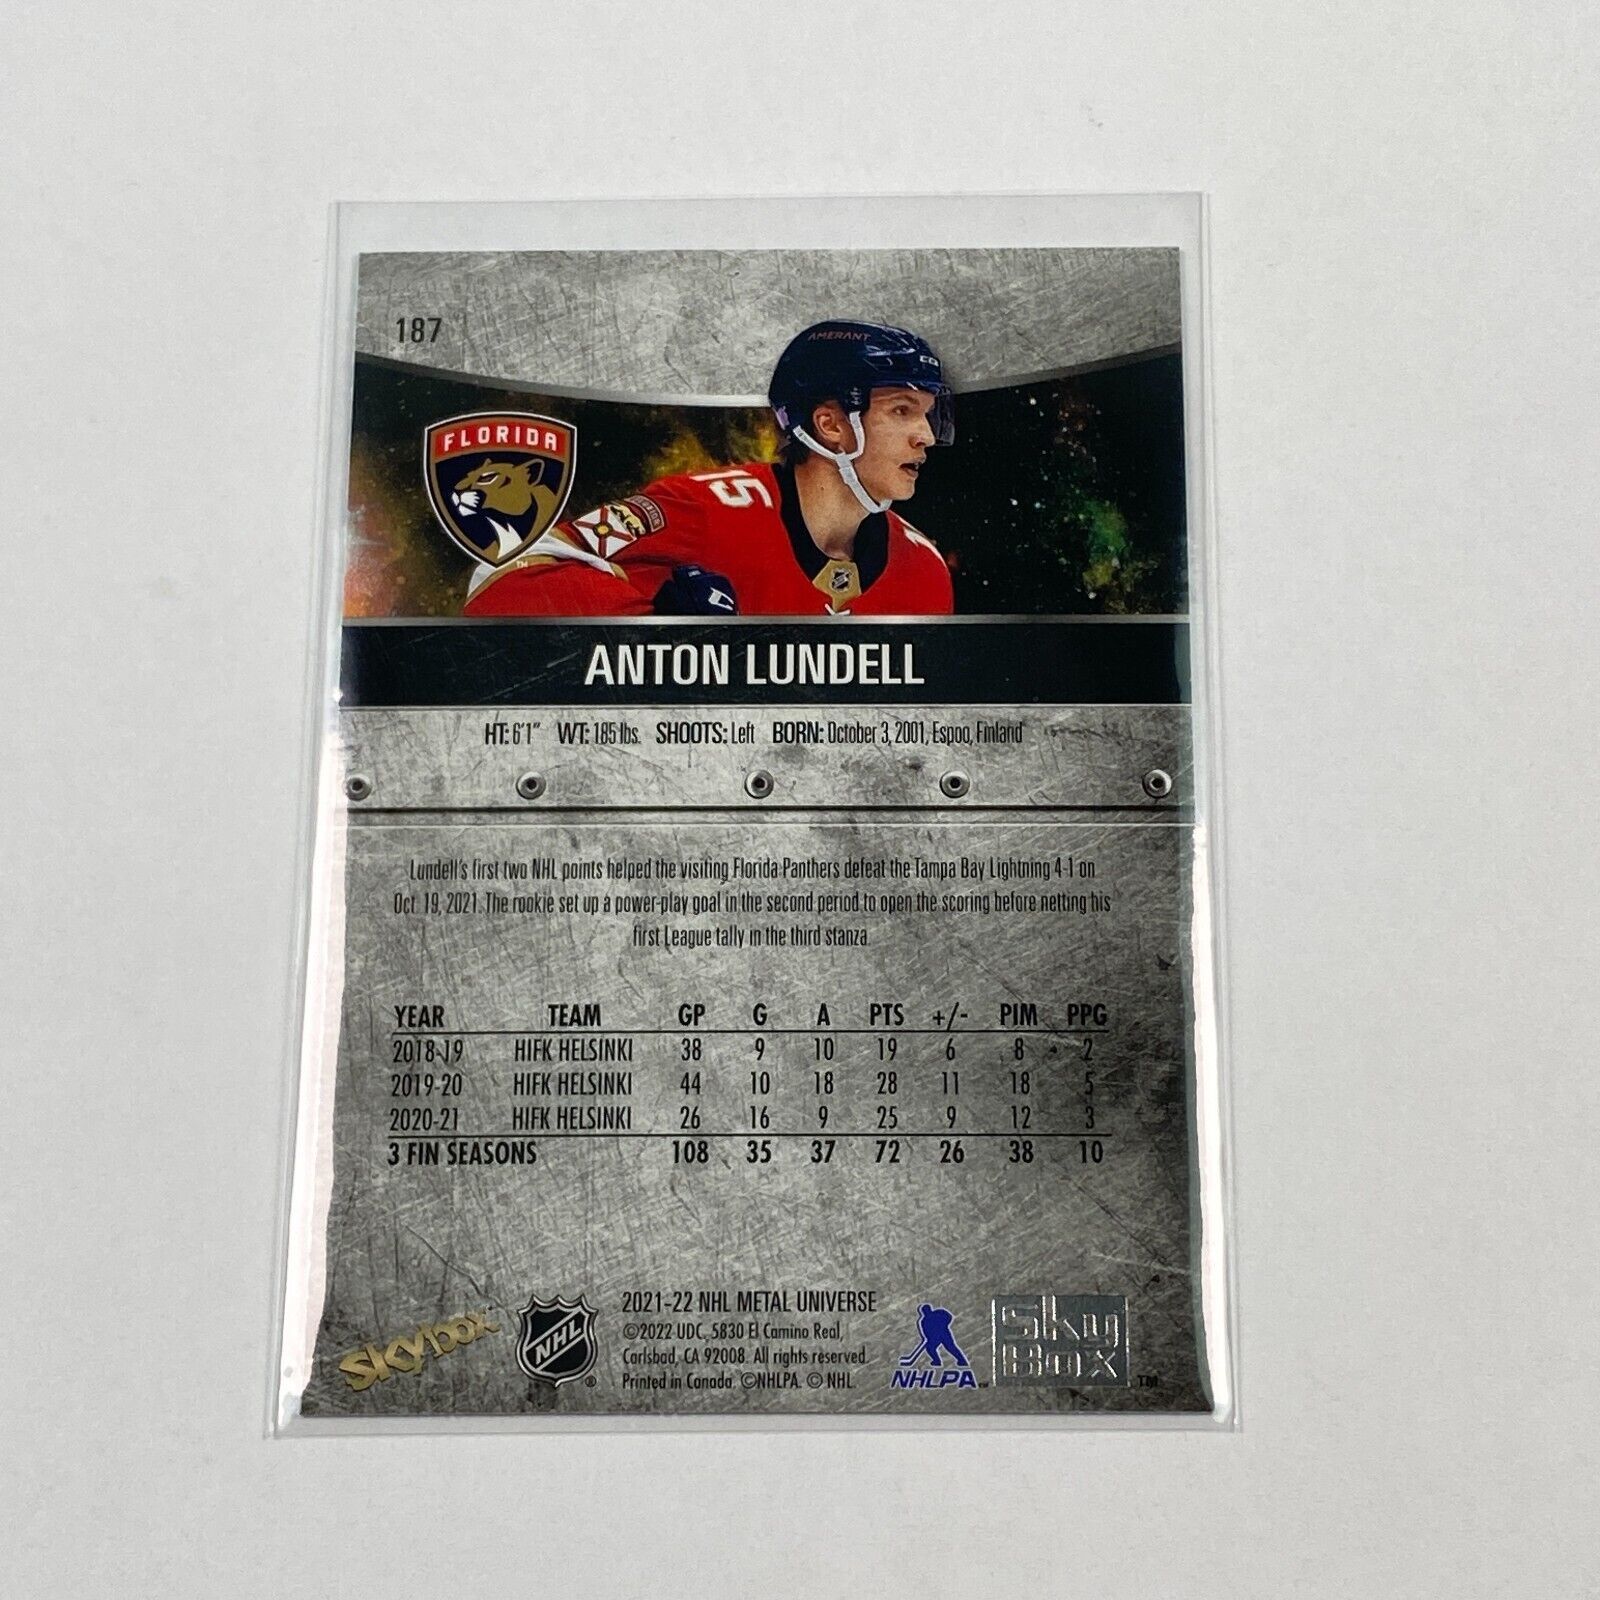 187
AMERANT
CCM
FLORIDA
15
TM
ANTON LUNDELL
HT: 6'1" WT: 185 lbs. SHOOTS: Left BORN: October 3, 2001, Espoo, Finland
Lundell's first two NHL points helped the visiting Florida Panthers defeat the Tampa Bay Lightning 4-1 on
Oct. 19, 2021. The rookie set up a power-play goal in the second period to open the scoring before netting his
first League tally in the third stanza.
YEAR TEAM GP G A PTS +/- PIM PPG
2018-19 HIFK HELSINKI 38 9 10 19 6 8 2
2019-20 HIFK HELSINKI 44 10 18 28 11 18 5
2020-21 HIFK HELSINKI 26 16 9 25 9 12 3
3 FIN SEASONS 108 35 37 72 26 38 10
skybox
NHL ®
2021-22 NHL METAL UNIVERSE
©2022 UDC, 5830 El Camino Real,
Carlsbad, CA 92008. All rights reserved.
Printed in Canada. ©NHLPA. © NHL.
NHLPA™
Sky
Box ™